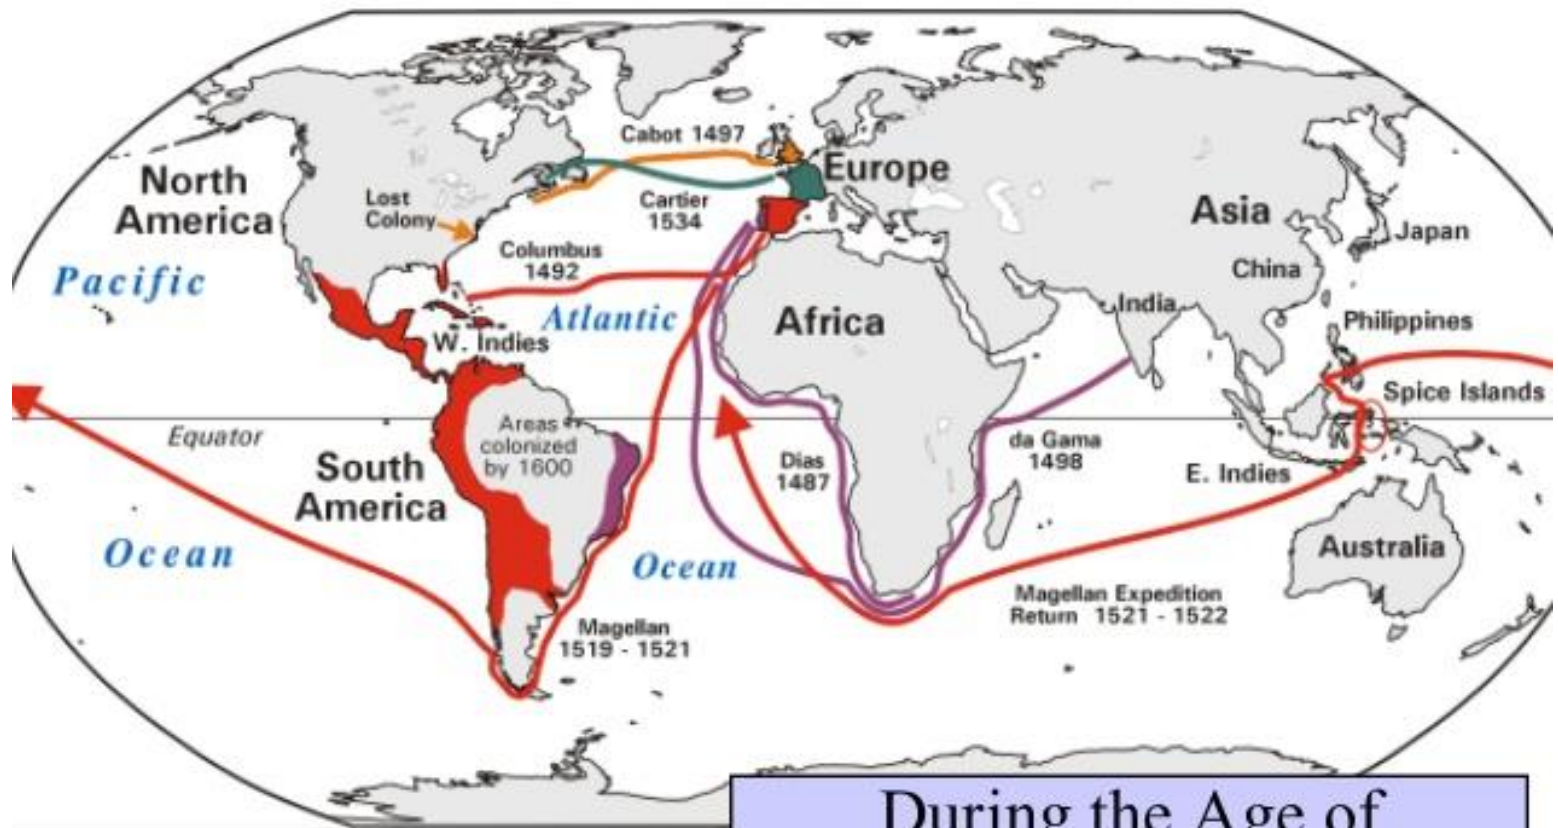 Cabot 1497
North
America
Europe
Lost
Colony
Cartier
1534
Asia
Japan
Columbus
1492
China
Pacific
India
Atlantic
Africa
Philippines
W. Indies
Spice Islands
Equator
Areas
colonized
by 1600
da Gama
1498
South
America
Dias
1487
E. Indies
Ocean
Ocean
Australia
Magellan
1519 - 1521
Magellan Expedition
Return 1521 - 1522
During the Age of